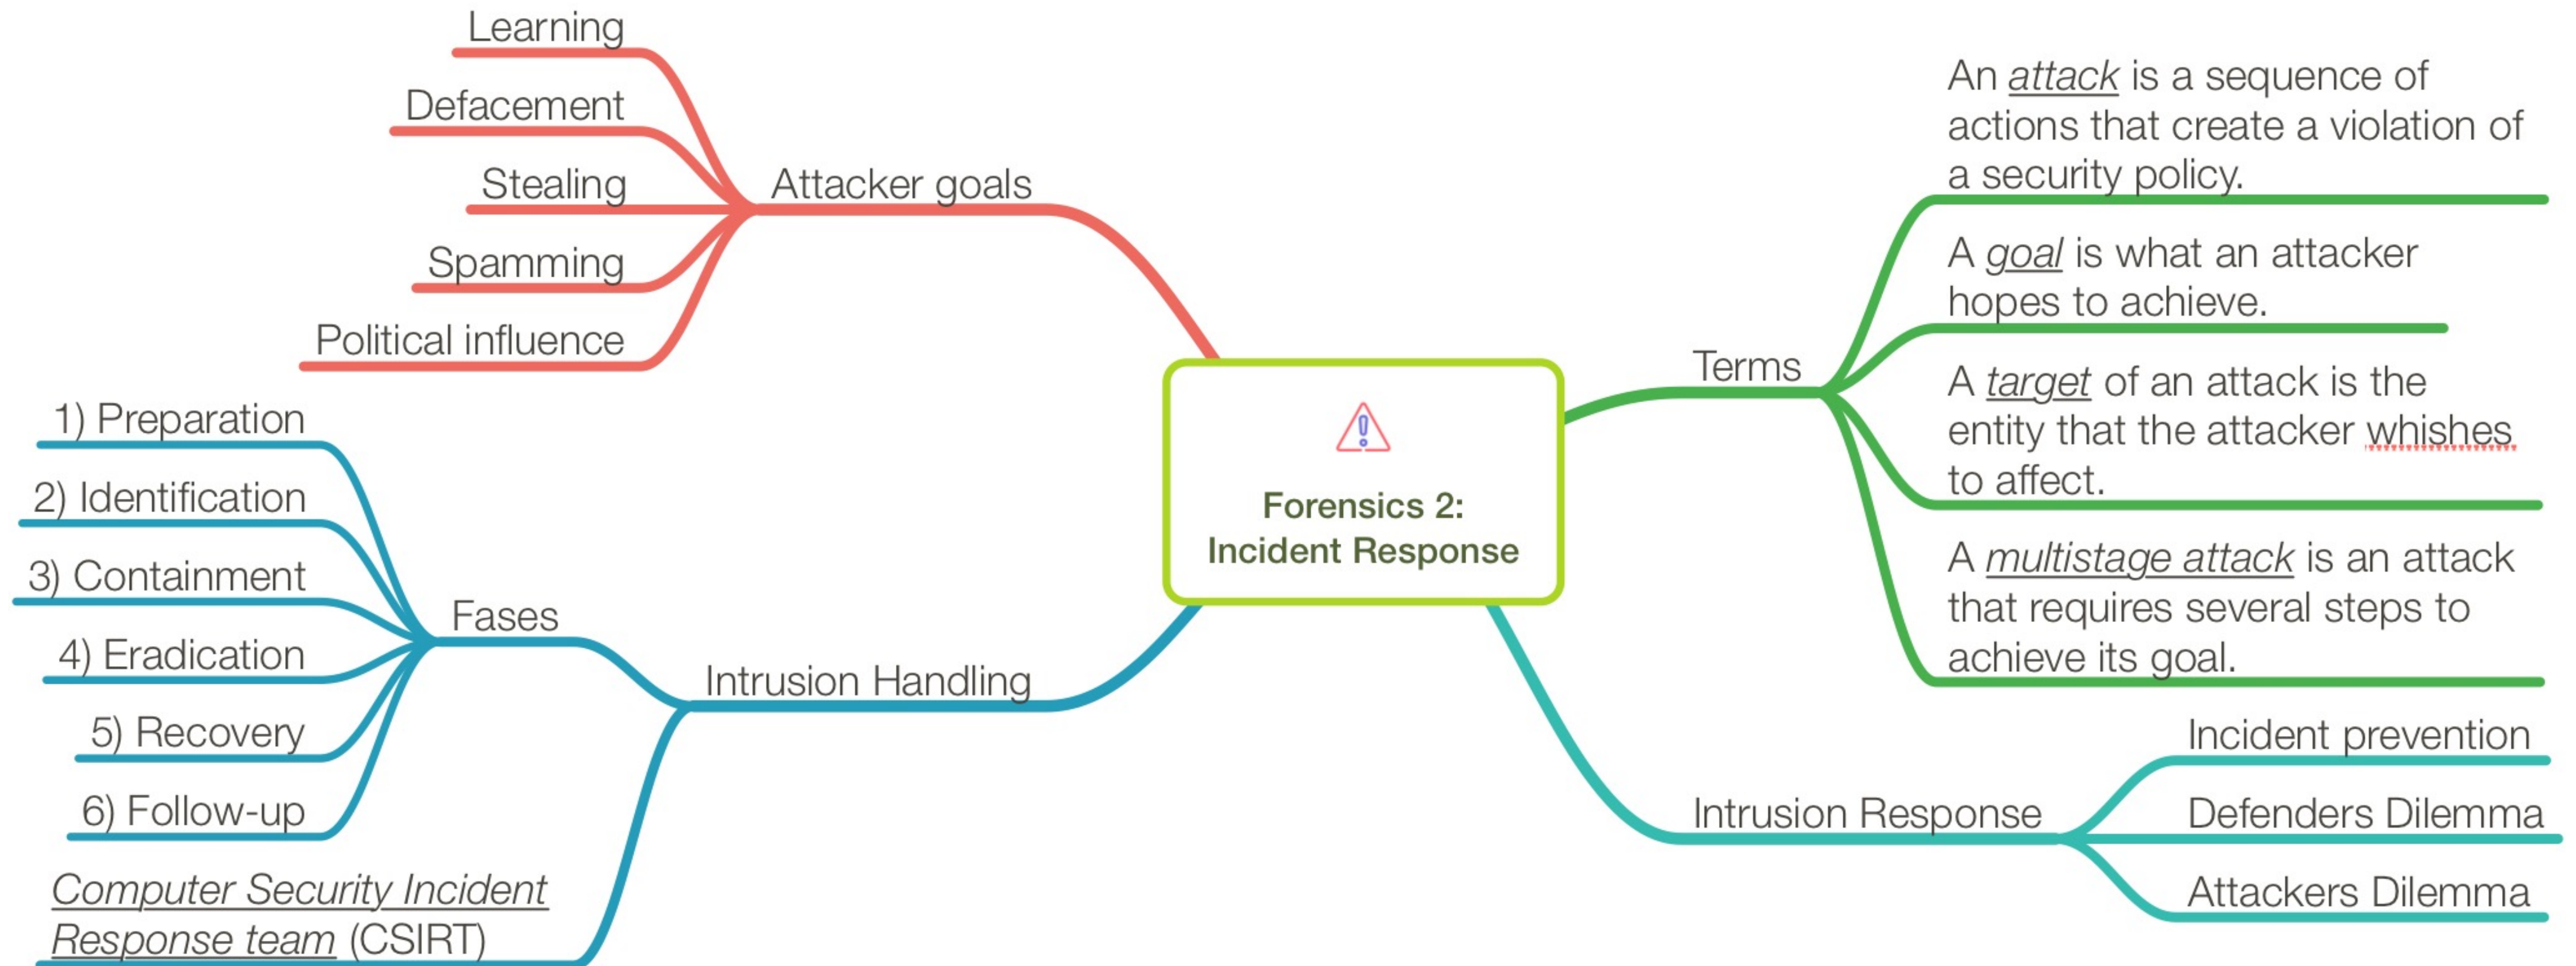 Learning
Defacement
Stealing
Spamming
Political influence
Attacker goals
1) Preparation
2) Identification
3) Containment
4) Eradication
5) Recovery
6) Follow-up
Fases
Computer Security Incident
Response team (CSIRT)
Intrusion Handling
Forensics 2:
Incident Response
Terms
An attack is a sequence of
actions that create a violation of
a security policy.
A goal is what an attacker
hopes to achieve.
A target of an attack is the
entity that the attacker whishes
to affect.
A multistage attack is an attack
that requires several steps to
achieve its goal.
Intrusion Response
Incident prevention
Defenders Dilemma
Attackers Dilemma